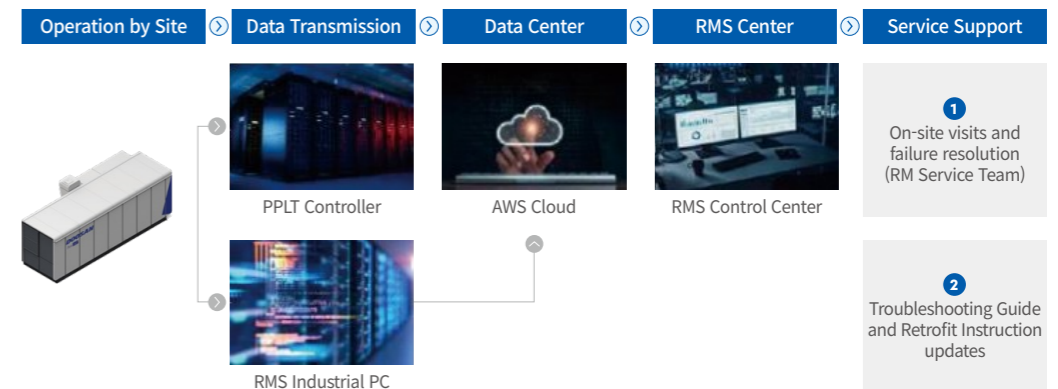 Operation by Site
Data Transmission
Data Center
RMS Center
Service Support
PPLT Controller
AWS Cloud
RMS Control Center
RMS Industrial PC
1
On-site visits and
failure resolution
(RM Service Team)
2
Troubleshooting Guide
and Retrofit Instruction
updates